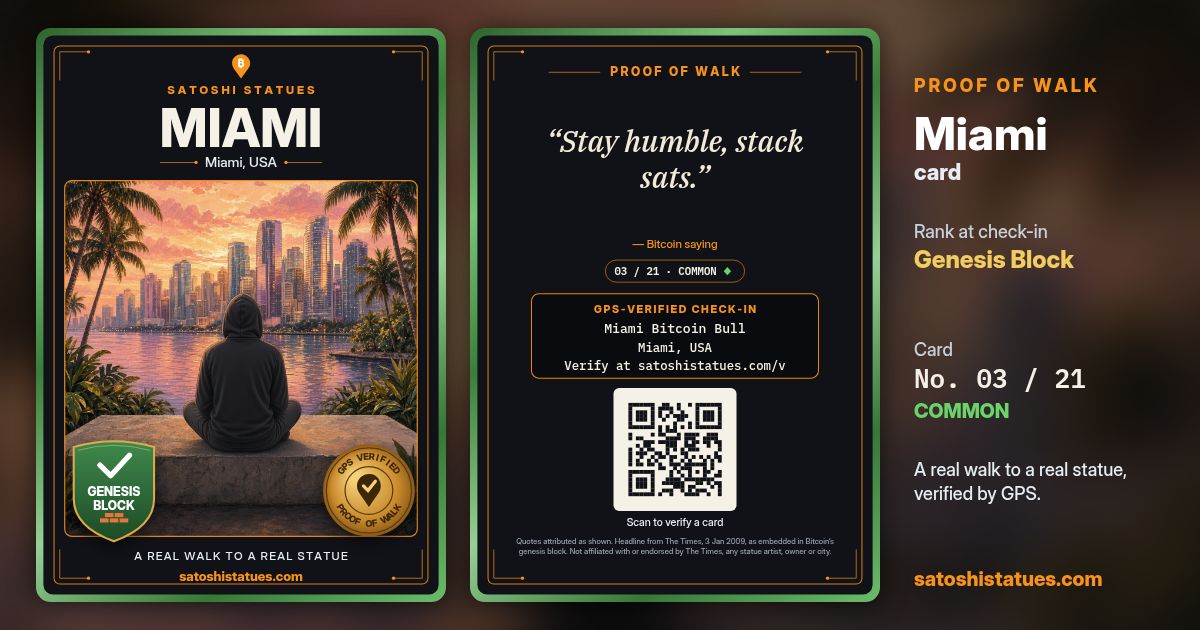 SATOSHI STATUES
MIAMI
Miami, USA
GENESIS
BLOCK
GPS VERIFIED
PROOF OF WALK
A REAL WALK TO A REAL STATUE
satoshistatues.com
PROOF OF WALK
“Stay humble, stack
sats.”
— Bitcoin saying
03 / 21 · COMMON
GPS-VERIFIED CHECK-IN
Miami Bitcoin Bull
Miami, USA
Verify at satoshistatues.com/v
Scan to verify a card
Quotes attributed as shown. Headline from The Times, 3 Jan 2009, as embedded in Bitcoin's
genesis block. Not affiliated with or endorsed by The Times, any statue artist, owner or city.
PROOF OF WALK
Miami
card
Rank at check-in
Genesis Block
Card
No. 03 / 21
COMMON
A real walk to a real statue,
verified by GPS.
satoshistatues.com